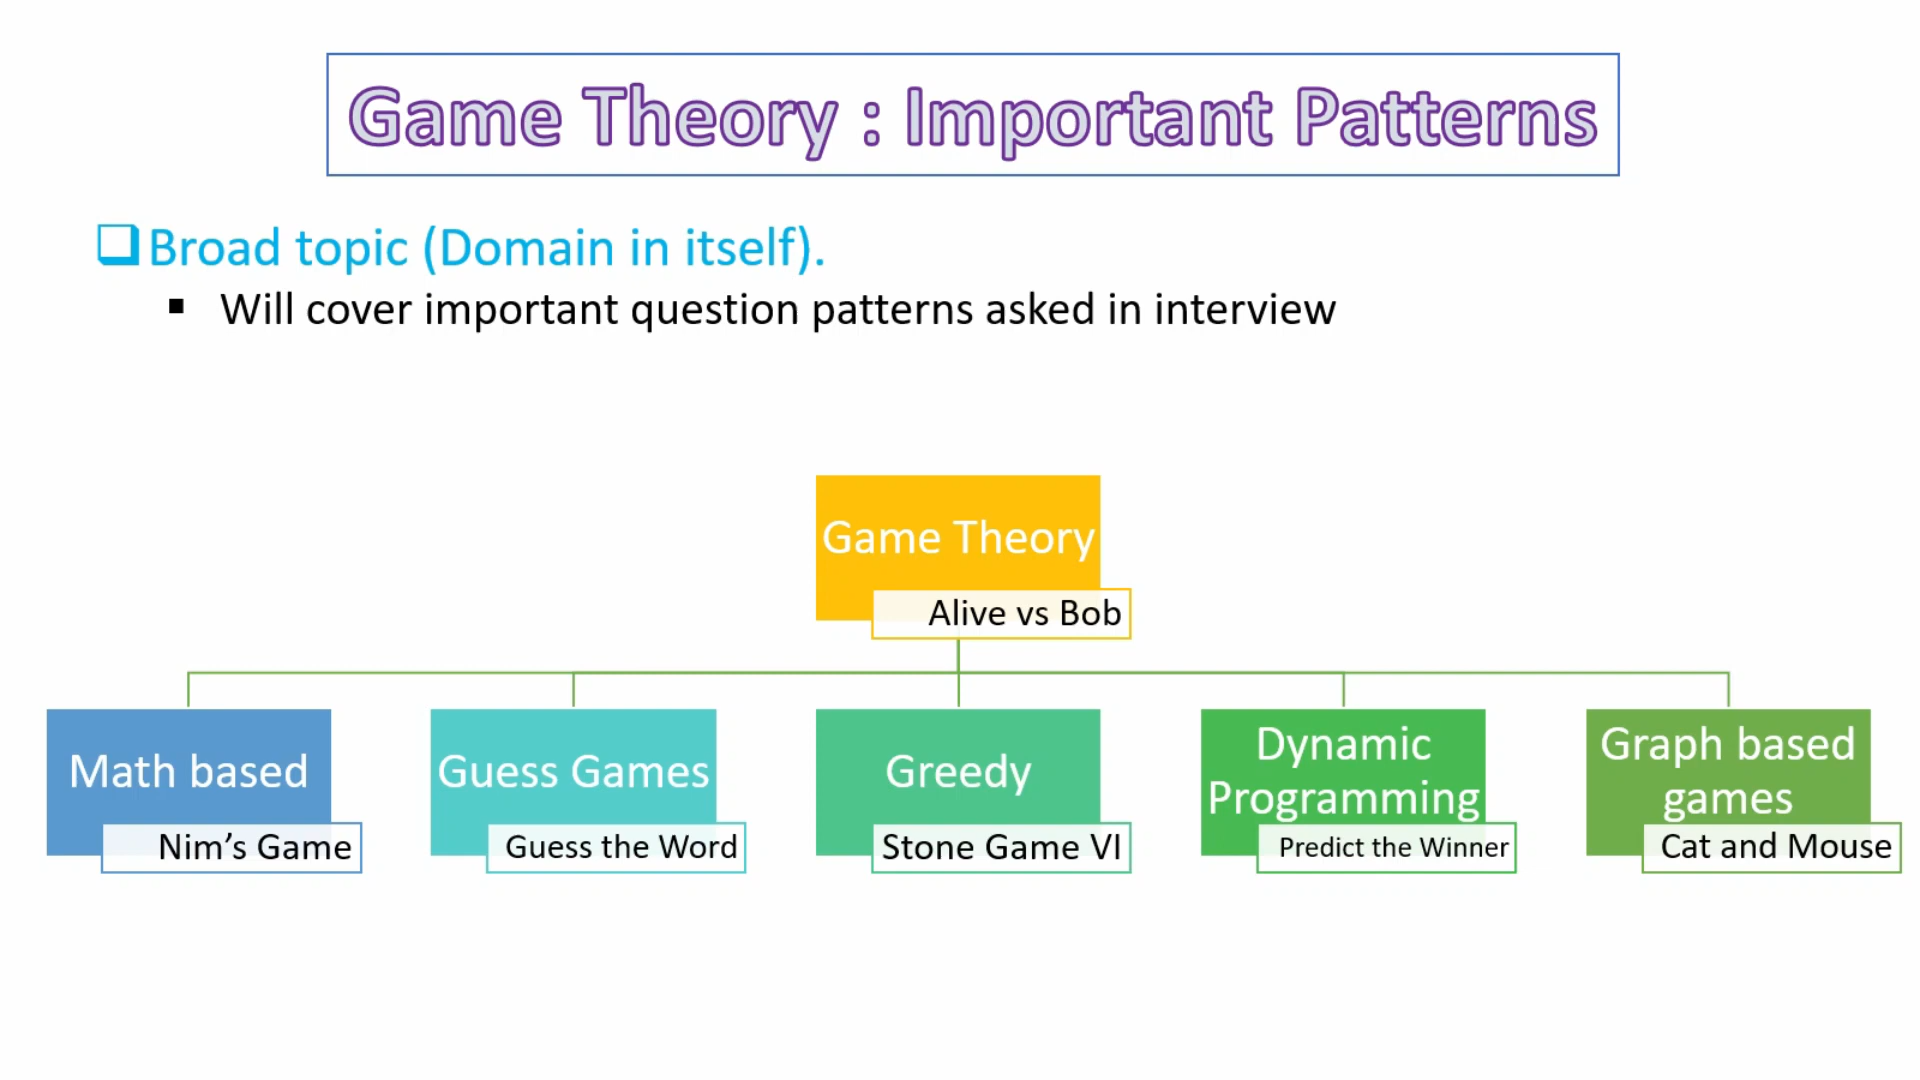 Game Theory : Important Patterns
Broad topic (Domain in itself).
Will cover important question patterns asked in interview
Game Theory
Alive vs Bob
Math based
Nim's Game
Guess Games
Guess the Word
Greedy
Stone Game VI
Dynamic
Programming
Predict the Winner
Graph based
games
Cat and Mouse